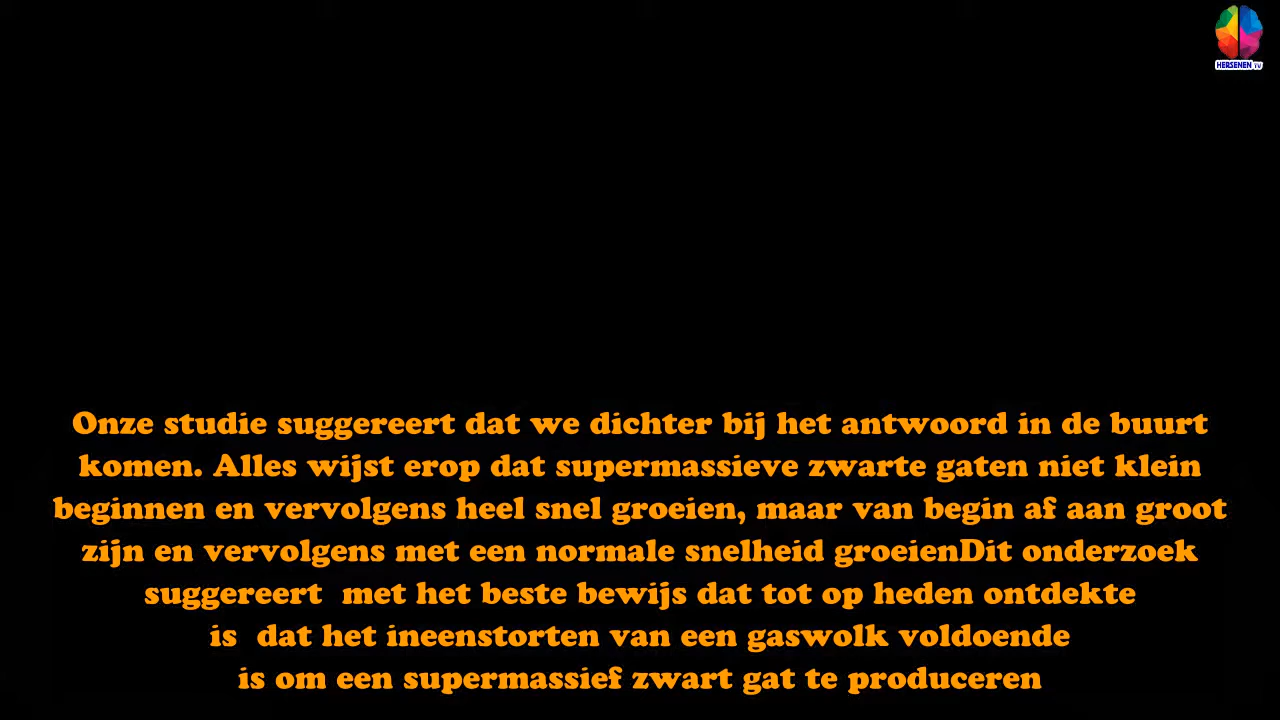 HERSENEN TV
Onze studie suggereert dat we dichter bij het antwoord in de buurt
komen. Alles wijst erop dat supermassieve zwarte gaten niet klein
beginnen en vervolgens heel snel groeien, maar van begin af aan groot
zijn en vervolgens met een normale snelheid groeienDit onderzoek
suggereert  met het beste bewijs dat tot op heden ontdekte
is  dat het ineenstorten van een gaswolk voldoende
is om een supermassief zwart gat te produceren